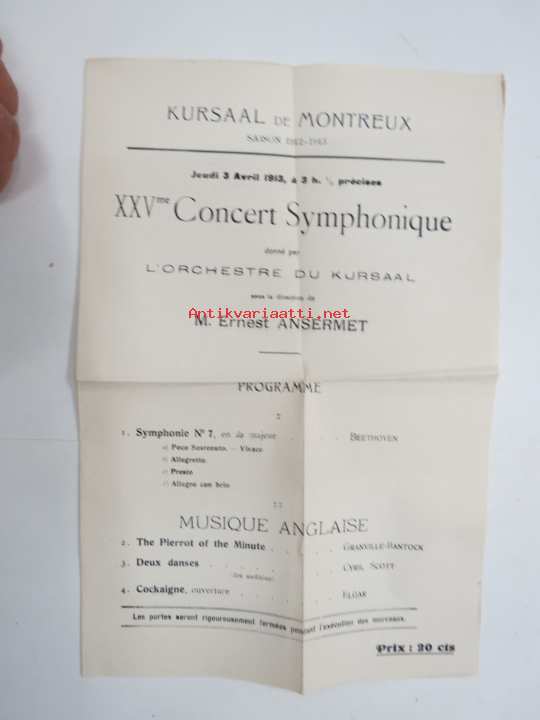 KURSAAL DE MONTREUX
SAISON 1912-1913
Jeudi 3 Avril 1913, à 3 h. ½ précises
XXVme Concert Symphonique
donné par
L'ORCHESTRE DU KURSAAL
sous la direction de
Antikvariaatti.net
M. Ernest ANSERMET
PROGRAMME
I
1. Symphonie No 7, en la majeur . . . BEETHOVEN
a) Poco Sostenuto. — Vivace
b) Allegretto
c) Presto
d) Allegro con brio
II
MUSIQUE ANGLAISE
2. The Pierrot of the Minute . . . . . GRANVILLE-BANTOCK
3. Deux danses . . . . . . . CYRIL SCOTT
(1re audition)
4. Cockaigne, ouverture . . . . . . ELGAR
Les portes seront rigoureusement fermées pendant l'exécution des morceaux.
Prix : 20 cts